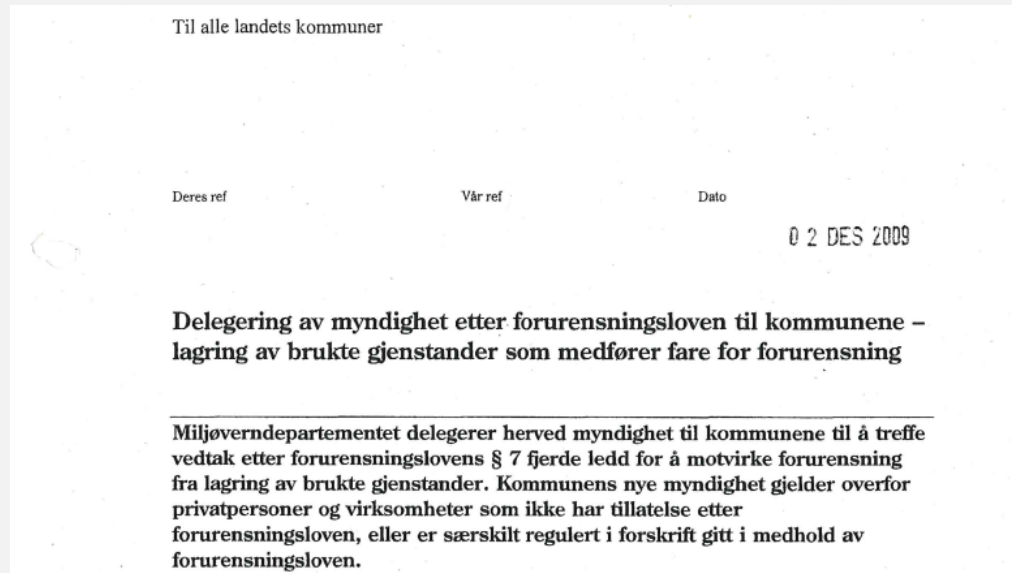 Til alle landets kommuner
Deres ref
Vår ref
Dato
0 2 DES 2009
Delegering av myndighet etter forurensningsloven til kommunene –
lagring av brukte gjenstander som medfører fare for forurensning
Miljøverndepartementet delegerer herved myndighet til kommunene til å treffe
vedtak etter forurensningslovens § 7 fjerde ledd for å motvirke forurensning
fra lagring av brukte gjenstander. Kommunens nye myndighet gjelder overfor
privatpersoner og virksomheter som ikke har tillatelse etter
forurensningsloven, eller er særskilt regulert i forskrift gitt i medhold av
forurensningsloven.